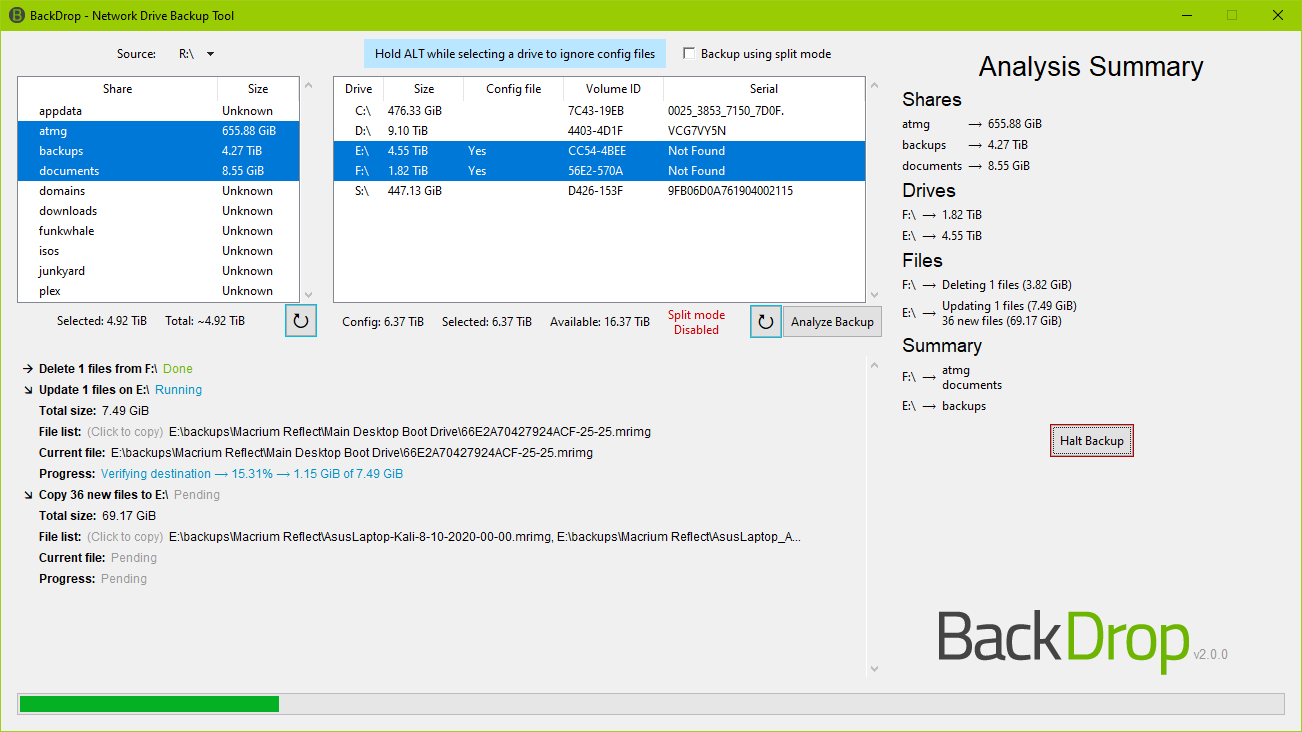 BackDrop - Network Drive Backup Tool
Source: R:\
Hold ALT while selecting a drive to ignore config files
Backup using split mode
Share Size
appdata Unknown
atmg 655.88 GiB
backups 4.27 TiB
documents 8.55 GiB
domains Unknown
downloads Unknown
funkwhale Unknown
isos Unknown
junkyard Unknown
plex Unknown
Selected: 4.92 TiB Total: ~4.92 TiB
Drive Size Config file Volume ID Serial
C:\ 476.33 GiB 7C43-19EB 0025_3853_7150_7D0F.
D:\ 9.10 TiB 4403-4D1F VCG7VY5N
E:\ 4.55 TiB Yes CC54-4BEE Not Found
F:\ 1.82 TiB Yes 56E2-570A Not Found
S:\ 447.13 GiB D426-153F 9FB06D0A761904002115
Config: 6.37 TiB Selected: 6.37 TiB Available: 16.37 TiB
Split mode
Disabled
Analyze Backup
→ Delete 1 files from F:\ Done
↘ Update 1 files on E:\ Running
Total size: 7.49 GiB
File list: (Click to copy) E:\backups\Macrium Reflect\Main Desktop Boot Drive\66E2A70427924ACF-25-25.mrimg
Current file: E:\backups\Macrium Reflect\Main Desktop Boot Drive\66E2A70427924ACF-25-25.mrimg
Progress: Verifying destination → 15.31% → 1.15 GiB of 7.49 GiB
↘ Copy 36 new files to E:\ Pending
Total size: 69.17 GiB
File list: (Click to copy) E:\backups\Macrium Reflect\AsusLaptop-Kali-8-10-2020-00-00.mrimg, E:\backups\Macrium Reflect\AsusLaptop_A...
Current file: Pending
Progress: Pending
Analysis Summary
Shares
atmg → 655.88 GiB
backups → 4.27 TiB
documents → 8.55 GiB
Drives
F:\ → 1.82 TiB
E:\ → 4.55 TiB
Files
F:\ → Deleting 1 files (3.82 GiB)
E:\ → Updating 1 files (7.49 GiB)
36 new files (69.17 GiB)
Summary
F:\ → atmg
documents
E:\ → backups
Halt Backup
BackDrop v2.0.0